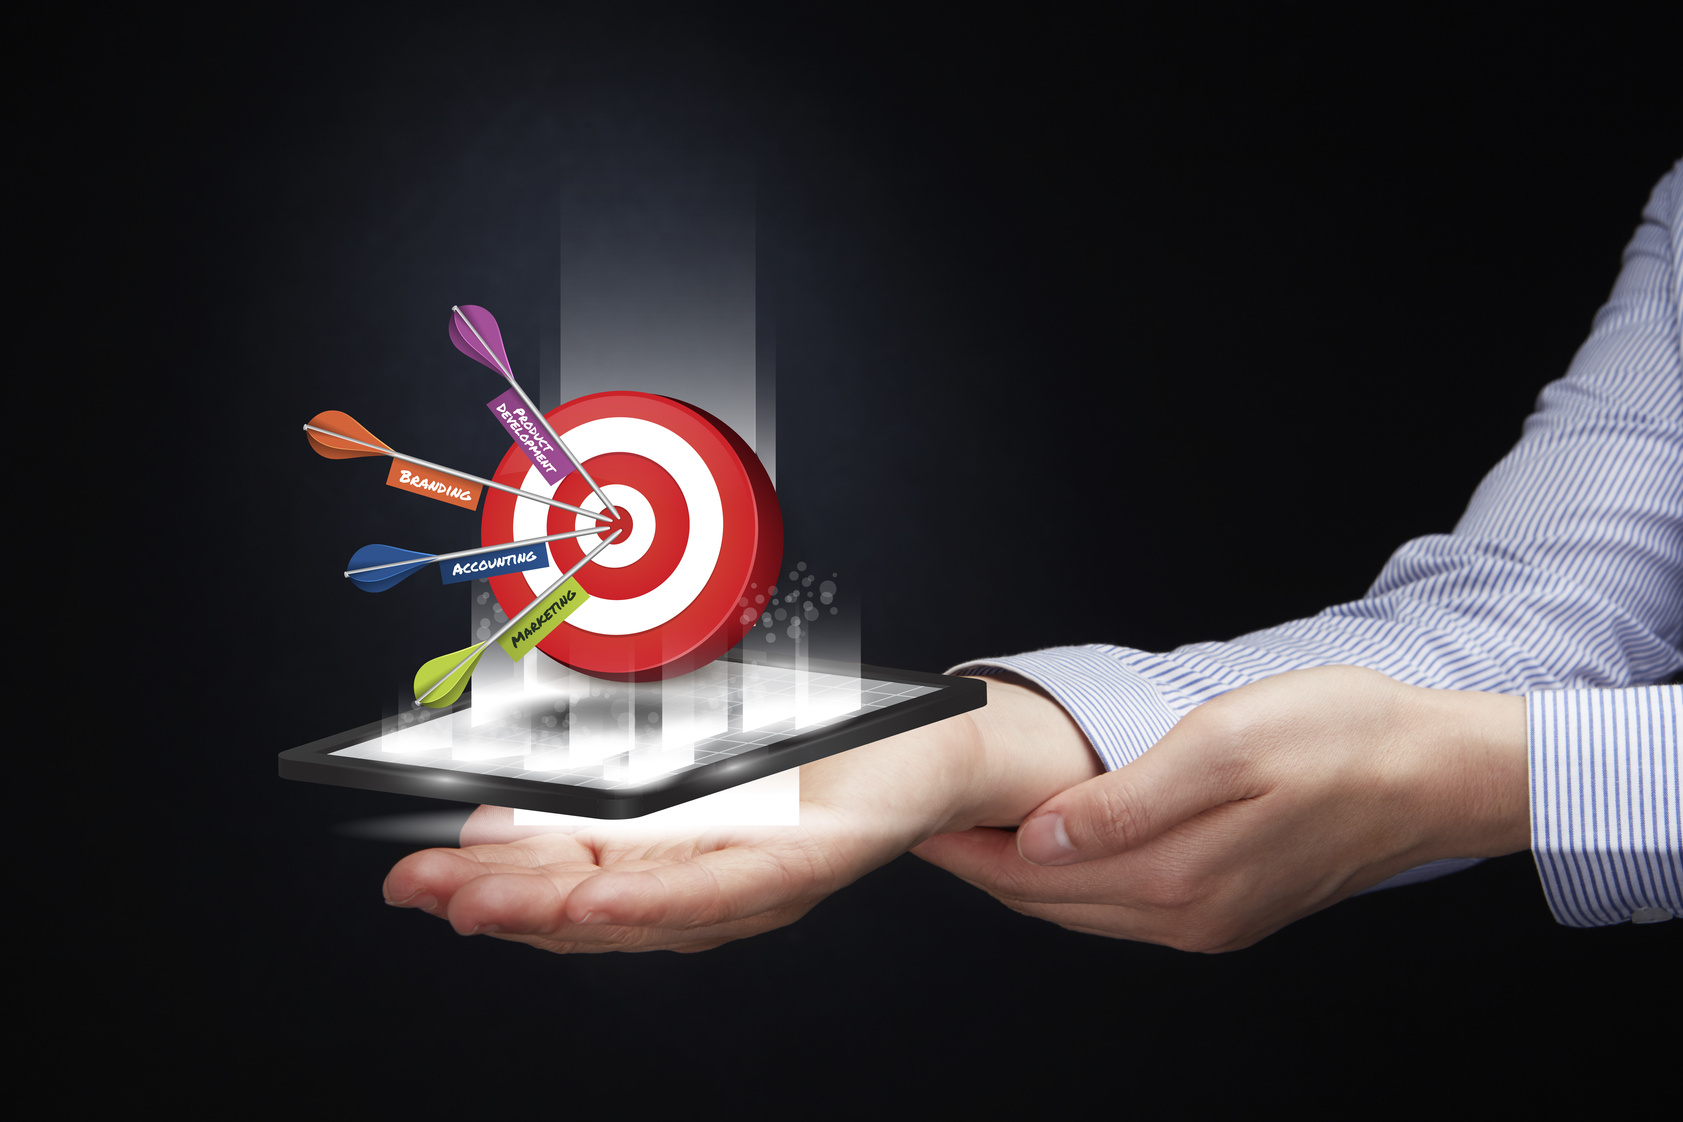 PRODUCT
DEVELOPMENT
BRANDING
ACCOUNTING
MARKETING